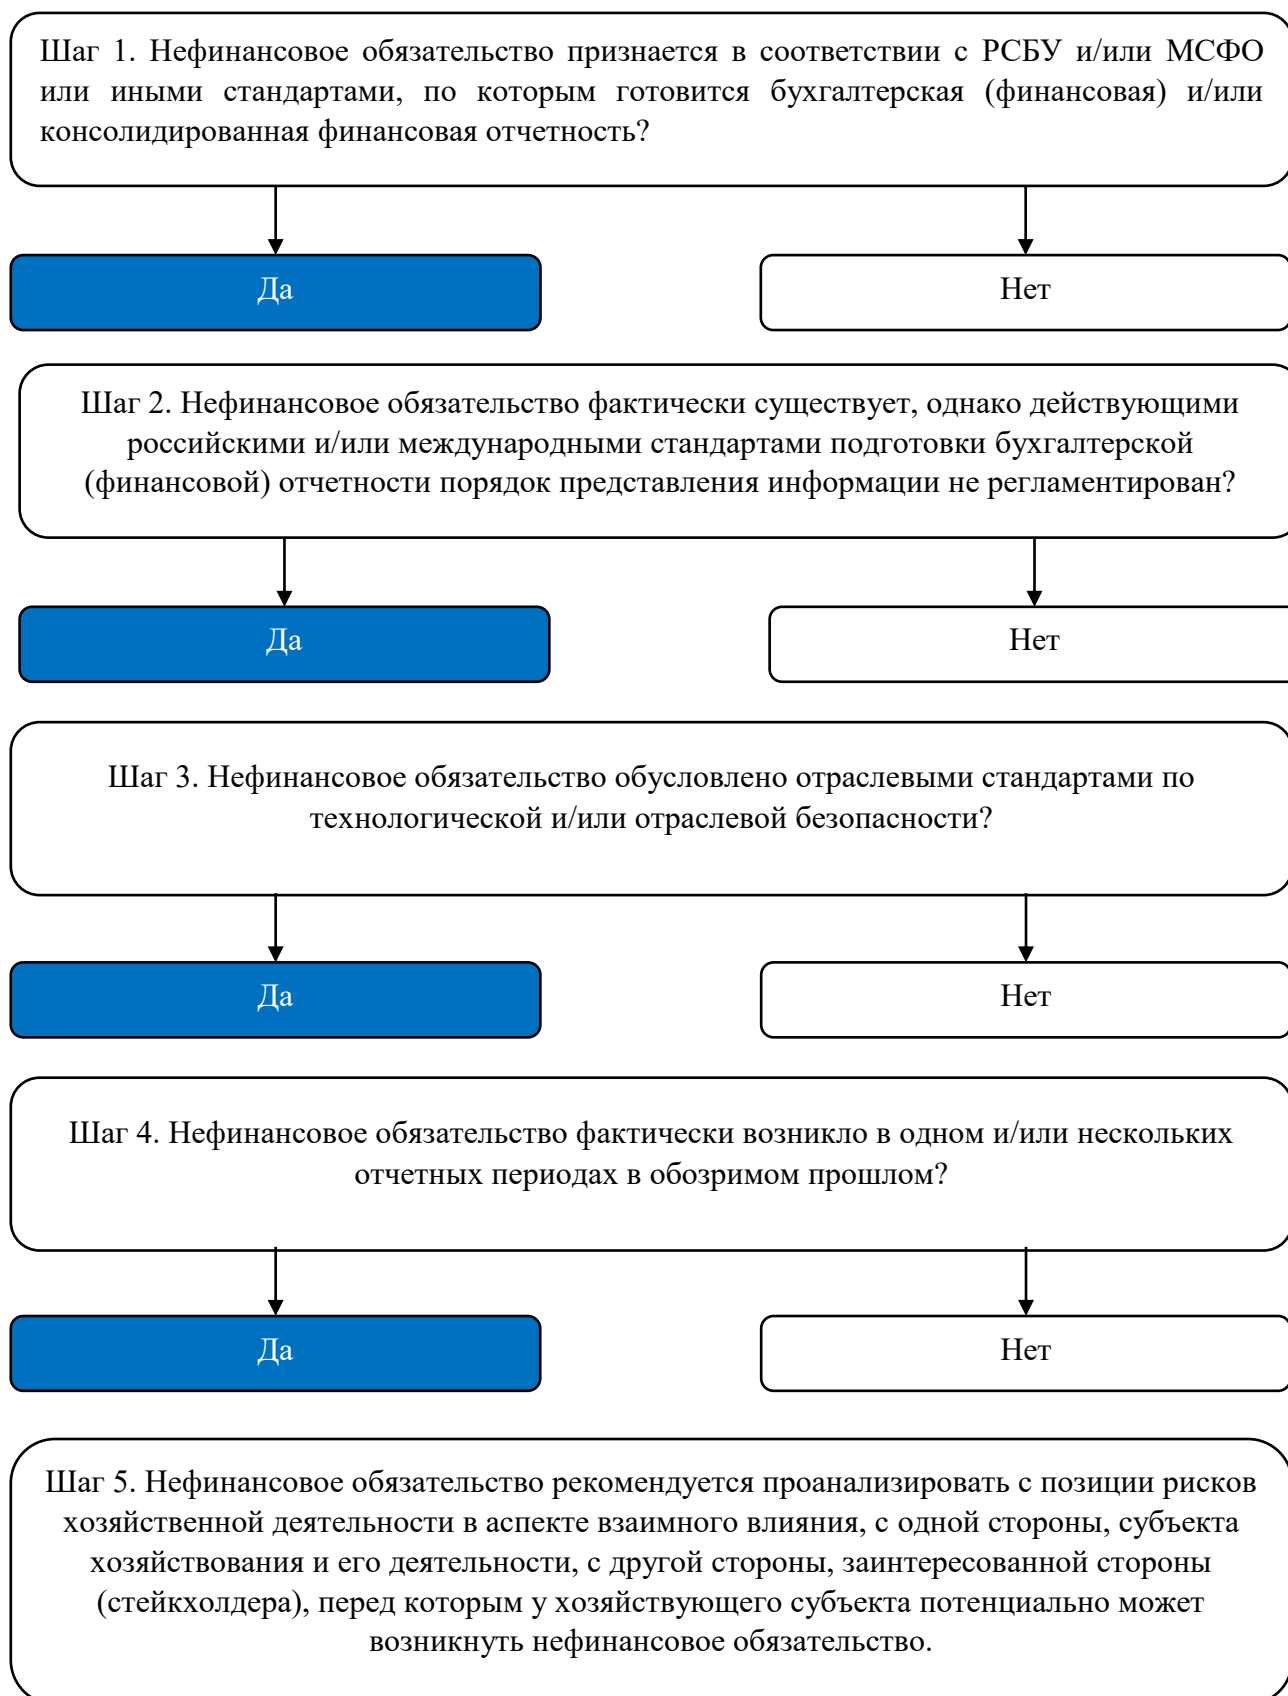 Шаг 1. Нефинансовое обязательство признается в соответствии с РСБУ и/или МСФО
или иными стандартами, по которым готовится бухгалтерская (финансовая) и/или
консолидированная финансовая отчетность?
Да
Нет
Шаг 2. Нефинансовое обязательство фактически существует, однако действующими
российскими и/или международными стандартами подготовки бухгалтерской
(финансовой) отчетности порядок представления информации не регламентирован?
Да
Нет
Шаг 3. Нефинансовое обязательство обусловлено отраслевыми стандартами по
технологической и/или отраслевой безопасности?
Да
Нет
Шаг 4. Нефинансовое обязательство фактически возникло в одном и/или нескольких
отчетных периодах в обозримом прошлом?
Да
Нет
Шаг 5. Нефинансовое обязательство рекомендуется проанализировать с позиции рисков
хозяйственной деятельности в аспекте взаимного влияния, с одной стороны, субъекта
хозяйствования и его деятельности, с другой стороны, заинтересованной стороны
(стейкхолдера), перед которым у хозяйствующего субъекта потенциально может
возникнуть нефинансовое обязательство.